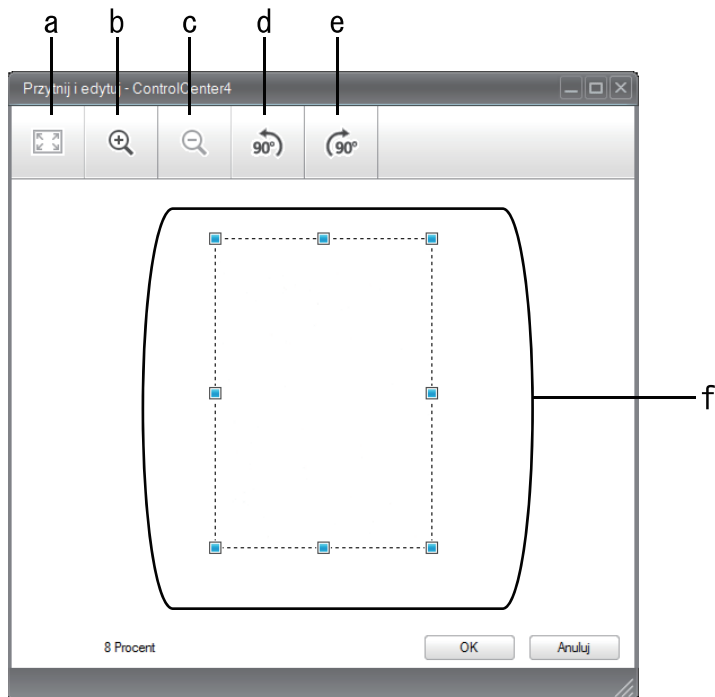 a b c d e
Przytnij i edytuj - ControlCenter4
90° 90°
f
8 Procent OK Anuluj